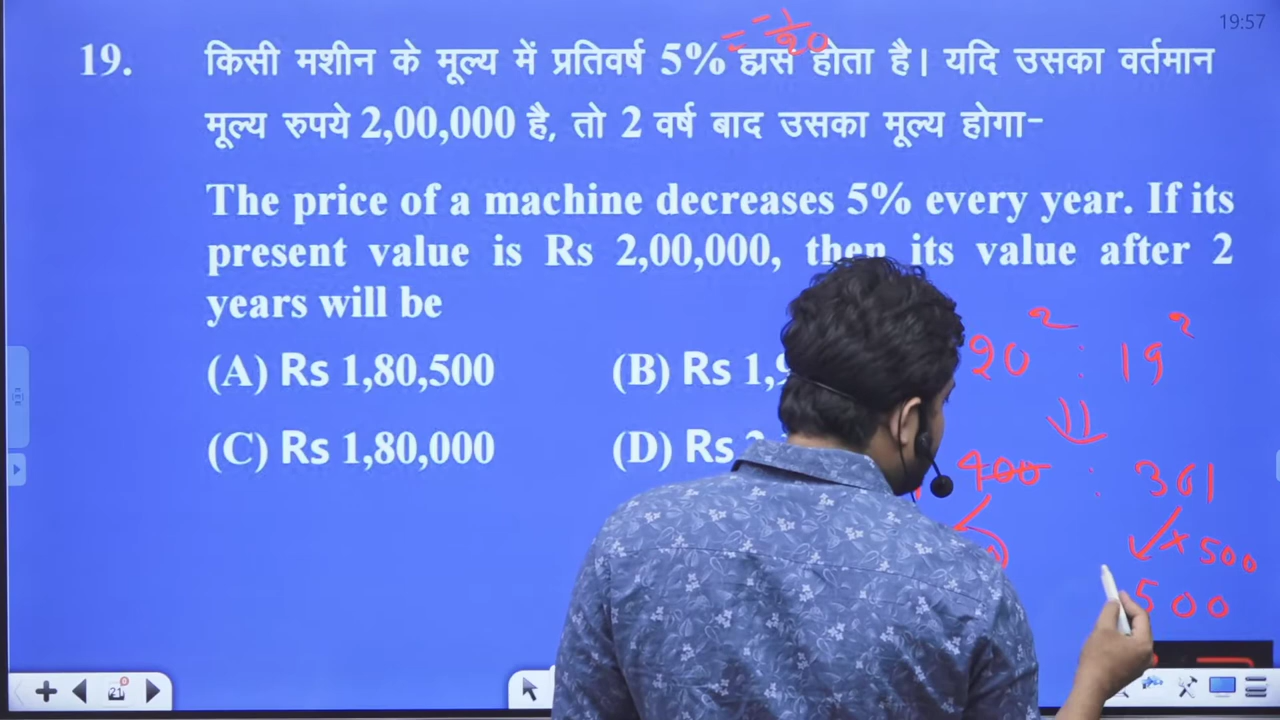 19:57
= 1/20
19. किसी मशीन के मूल्य में प्रतिवर्ष 5% ह्रास होता है। यदि उसका वर्तमान
मूल्य रुपये 2,00,000 है, तो 2 वर्ष बाद उसका मूल्य होगा-
The price of a machine decreases 5% every year. If its
present value is Rs 2,00,000, then its value after 2
years will be
(A) Rs 1,80,500 (B) Rs 1,9
(C) Rs 1,80,000 (D) Rs
20² : 19²
400 : 361
×500
500
21